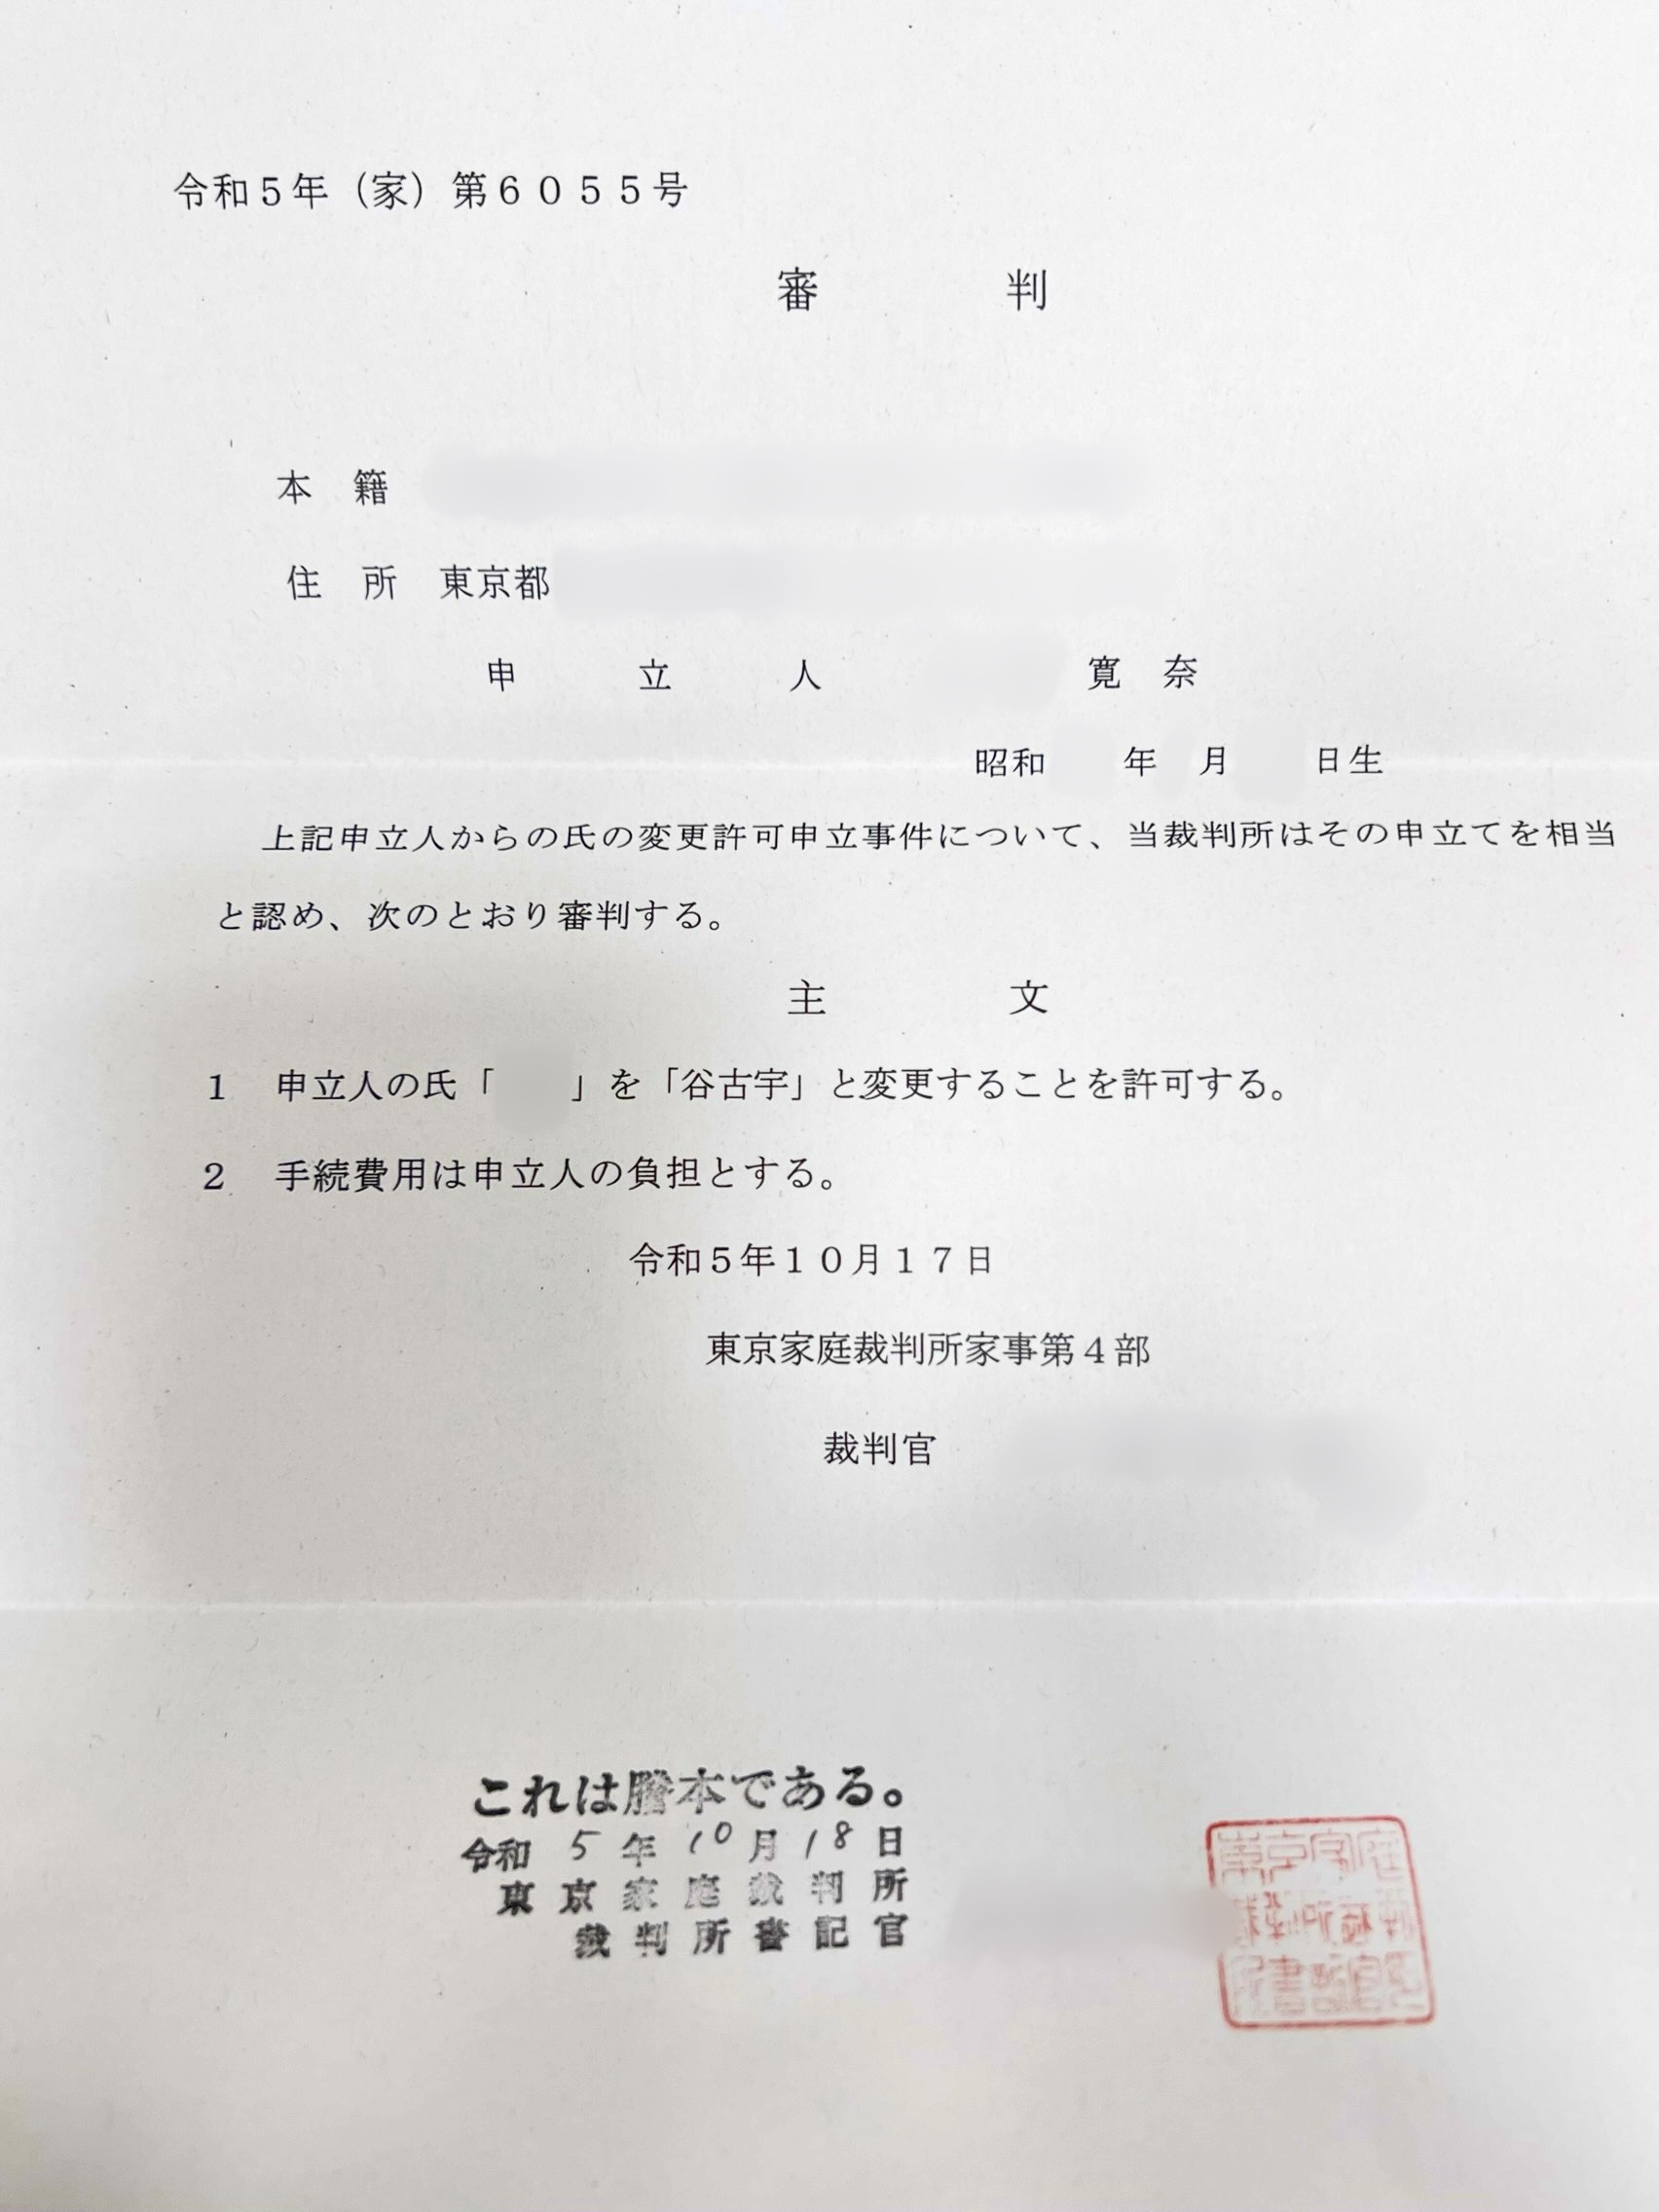 令和５年（家）第６０５５号
審　判
本　籍
住　所　東京都
申　立　人　寛　奈
昭和　年　月　日生
上記申立人からの氏の変更許可申立事件について、当裁判所はその申立てを相当
と認め、次のとおり審判する。
主　文
１　申立人の氏「　」を「谷古宇」と変更することを許可する。
２　手続費用は申立人の負担とする。
令和５年１０月１７日
東京家庭裁判所家事第４部
裁判官
これは謄本である。
令和 5 年 10 月 18 日
東京家庭裁判所
裁判所書記官